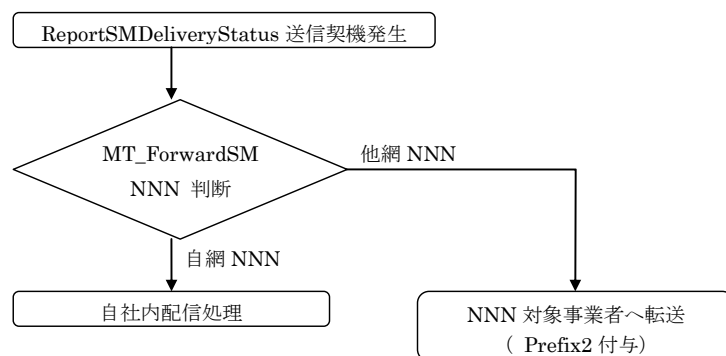 ReportSMDeliveryStatus 送信契機発生
MT_ForwardSM
NNN 判断
他網 NNN
自網 NNN
自社内配信処理
NNN 対象事業者へ転送
( Prefix2 付与)